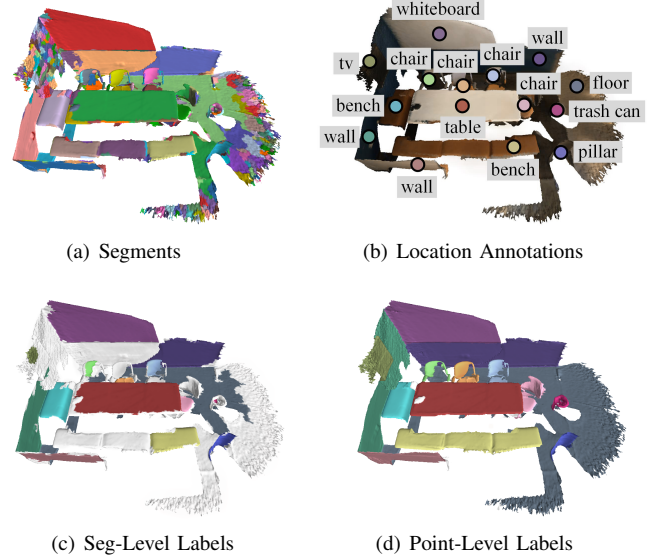 whiteboard
wall
tv
chair
chair
chair
chair
floor
bench
trash can
table
wall
bench
pillar
wall
(a) Segments
(b) Location Annotations
(c) Seg-Level Labels
(d) Point-Level Labels